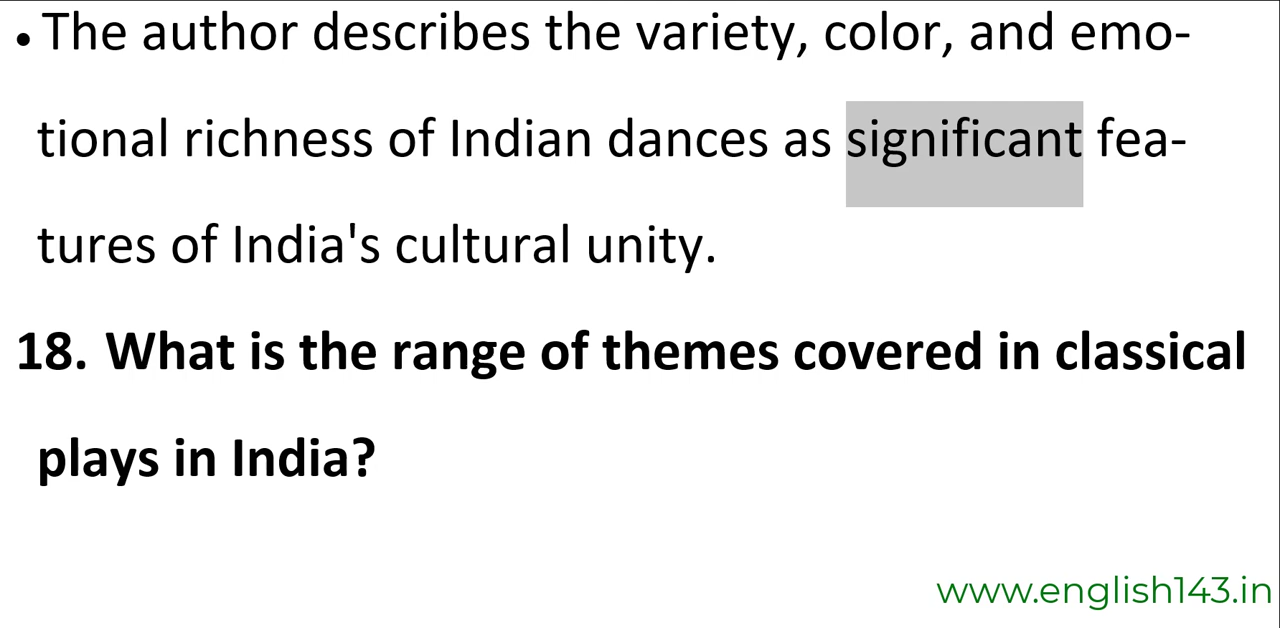 • The author describes the variety, color, and emo-
tional richness of Indian dances as significant fea-
tures of India's cultural unity.
18. What is the range of themes covered in classical
plays in India?
www.english143.in